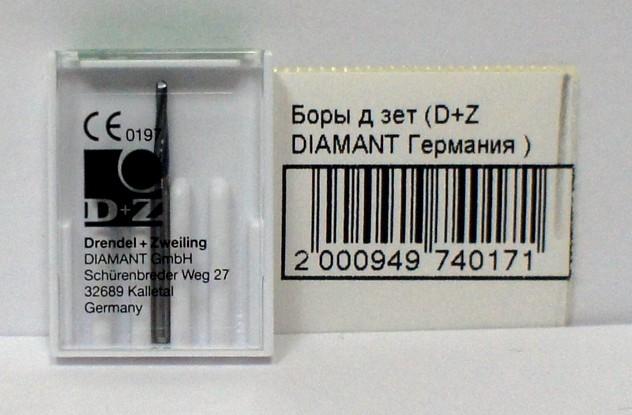 CE 0197
D+Z
Drendel + Zweiling
DIAMANT GmbH
Schürenbreder Weg 27
32689 Kalletal
Germany
Боры д зет (D+Z
DIAMANT Германия )
2 000949 740171